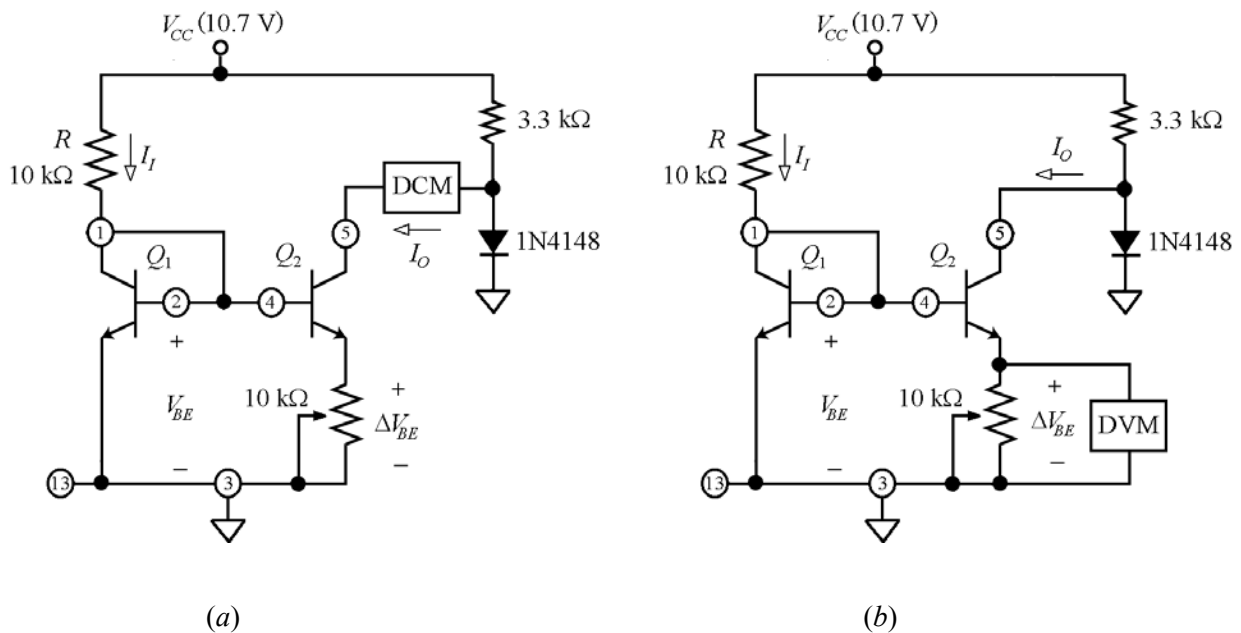 V_CC (10.7 V)
R
10 kΩ
I_I
3.3 kΩ
DCM
I_O
1
5
1N4148
Q_1
Q_2
2
4
+
V_BE
−
10 kΩ
+
ΔV_BE
−
13
3
(a)
V_CC (10.7 V)
R
10 kΩ
I_I
3.3 kΩ
I_O
1
5
1N4148
Q_1
Q_2
2
4
+
V_BE
−
10 kΩ
+
ΔV_BE
−
DVM
13
3
(b)